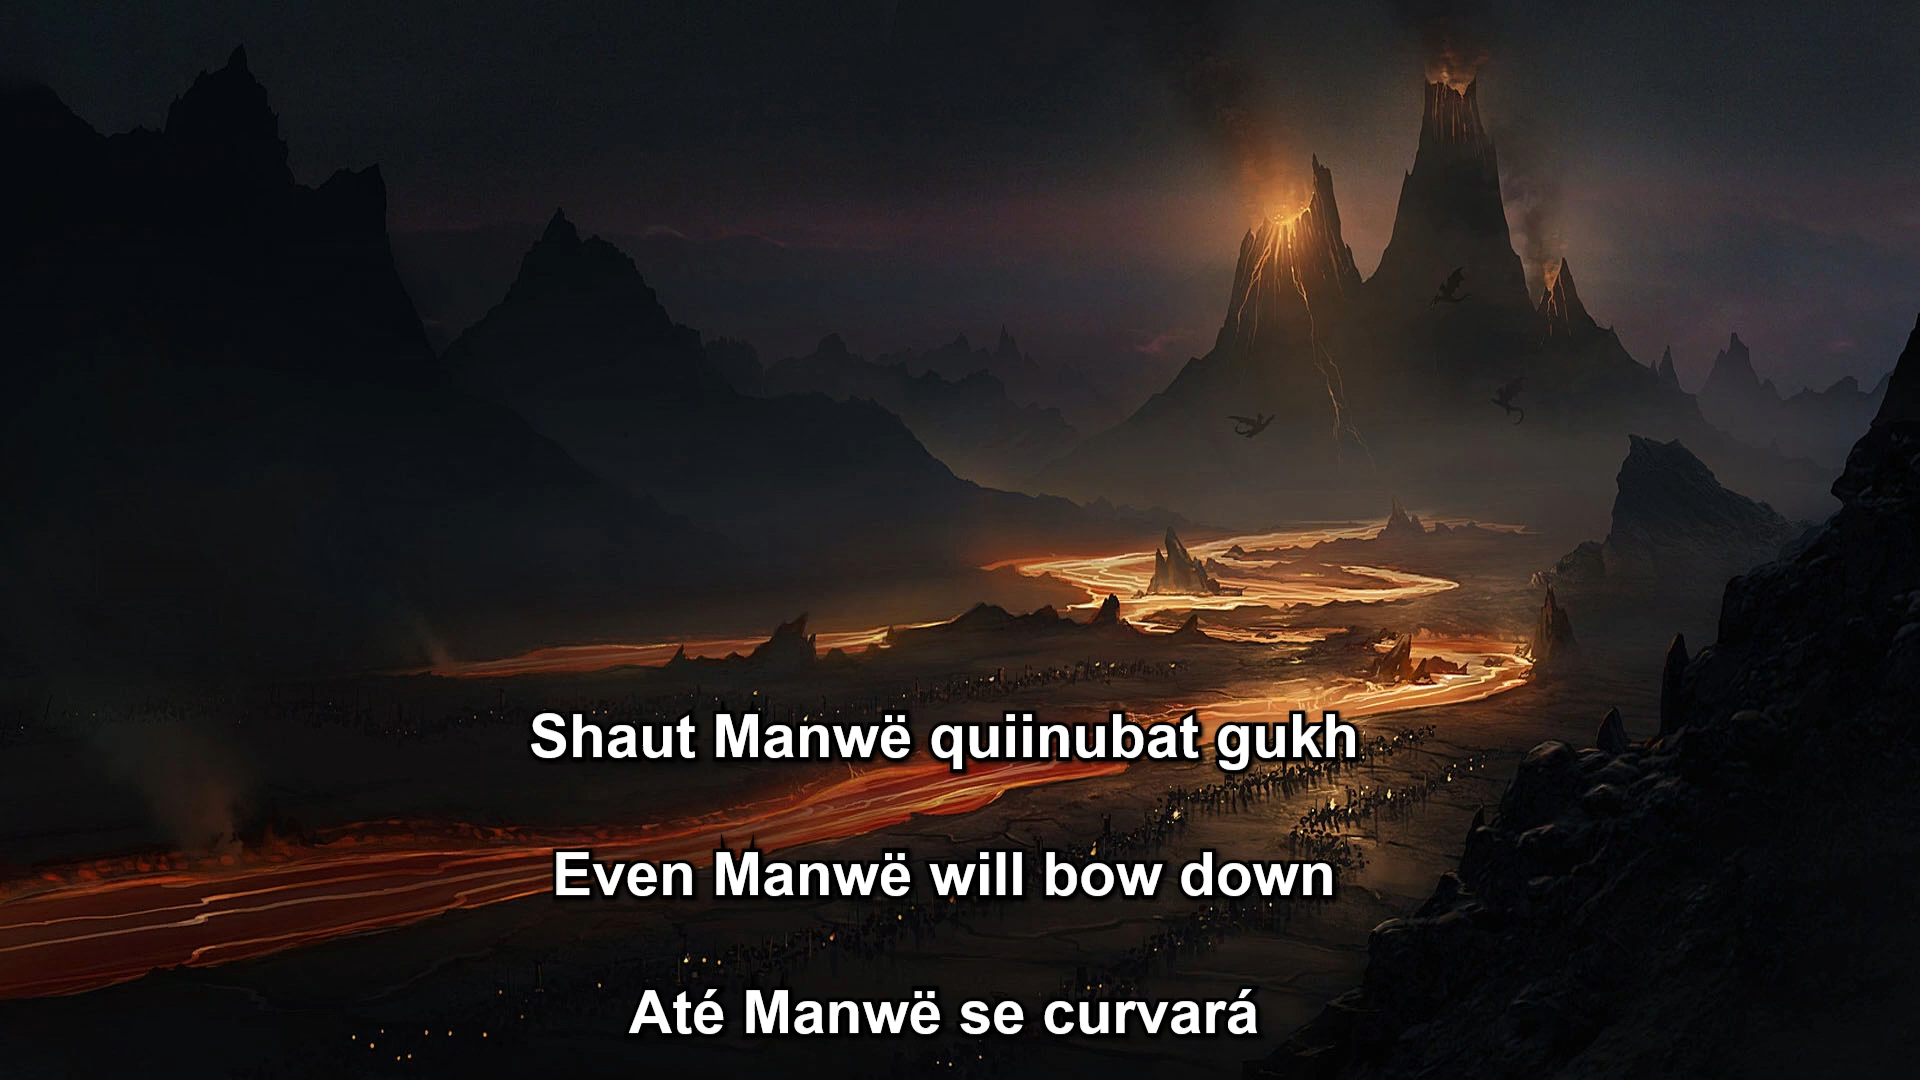 Shaut Manwë quiinubat gukh
Even Manwë will bow down
Até Manwë se curvará